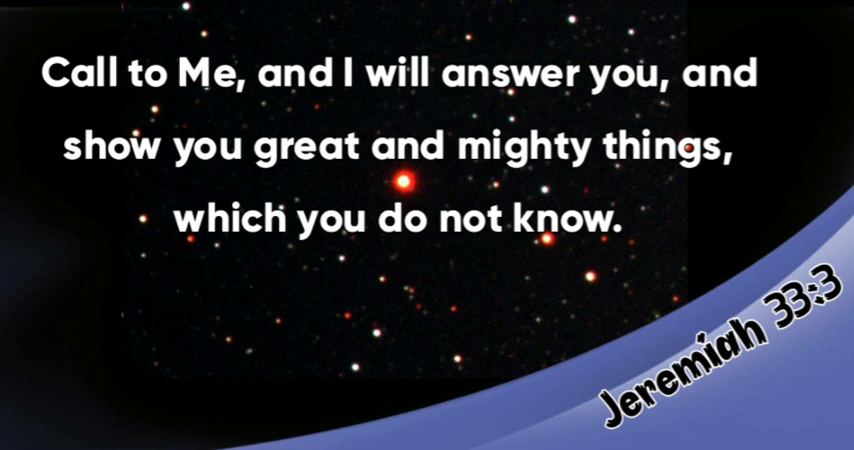 Call to Me, and I will answer you, and
show you great and mighty things,
which you do not know.
Jeremiah 33:3